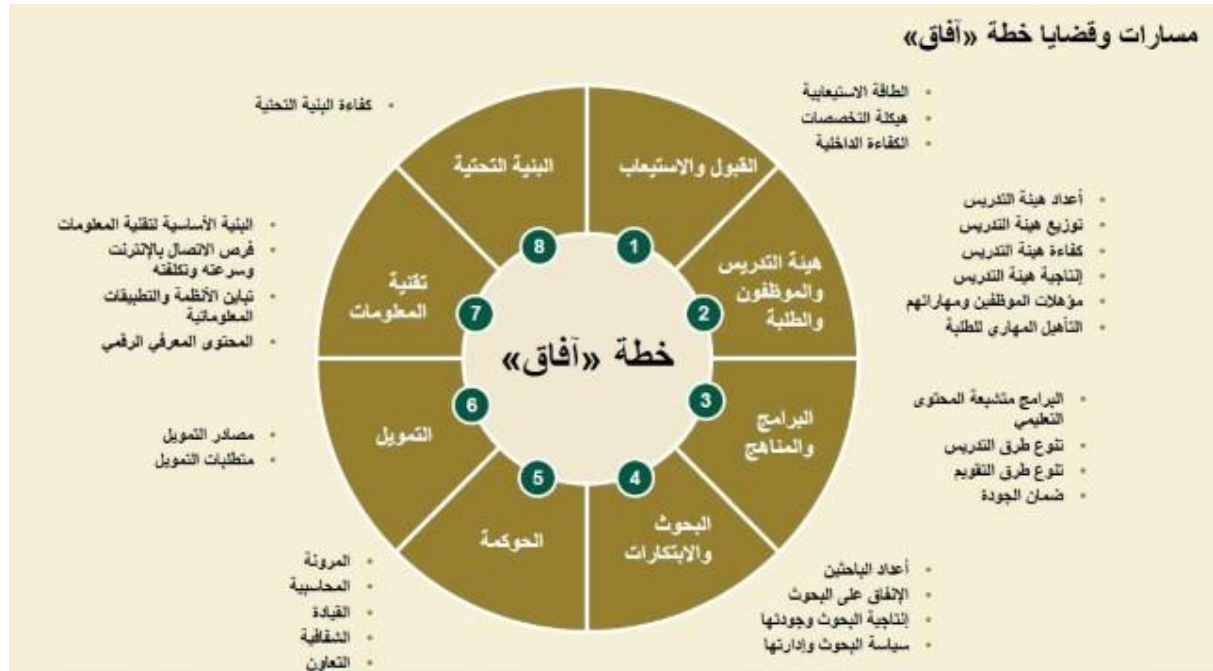 مسارات وقضايا خطة «آفاق»
الطاقة الاستيعابية
هيكلة التخصصات
الكفاءة الداخلية
القبول والاستيعاب
1
أعداد هيئة التدريس
توزيع هيئة التدريس
كفاءة هيئة التدريس
إنتاجية هيئة التدريس
مؤهلات الموظفين ومهاراتهم
التأهيل المهاري للطلبة
هيئة التدريس
والموظفون
والطلبة
2
البرامج متشبعة المحتوى
التعليمي
تنوع طرق التدريس
تنوع طرق التقويم
ضمان الجودة
البرامج
والمناهج
3
أعداد الباحثين
الإنفاق على البحوث
إنتاجية البحوث وجودتها
سياسة البحوث وإدارتها
البحوث
والابتكارات
4
المرونة
المحاسبية
القيادة
الشفافية
التعاون
الحوكمة
5
مصادر التمويل
متطلبات التمويل
التمويل
6
البنية الأساسية لتقنية المعلومات
فرص الاتصال بالإنترنت
وسرعته وتكلفته
تباين الأنظمة والتطبيقات
المعلوماتية
المحتوى المعرفي الرقمي
تقنية
المعلومات
7
كفاءة البنية التحتية
البنية التحتية
8
خطة «آفاق»